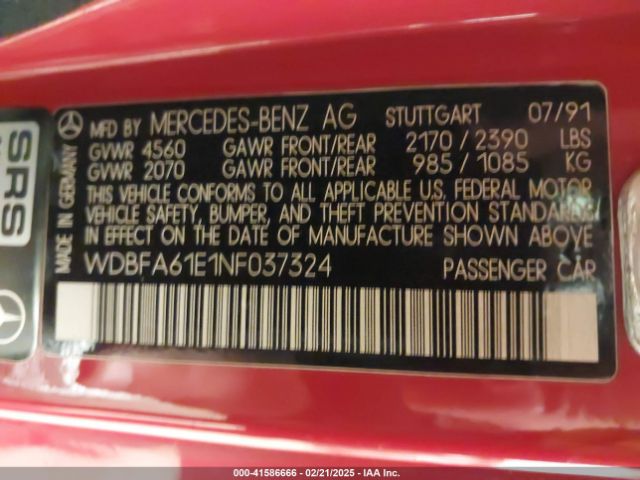 MFD BY MERCEDES-BENZ AG STUTTGART 07/91
GVWR 4560 GAWR FRONT/REAR 2170 / 2390 LBS
GVWR 2070 GAWR FRONT/REAR 985 / 1085 KG
THIS VEHICLE CONFORMS TO ALL APPLICABLE U.S. FEDERAL MOTOR
VEHICLE SAFETY, BUMPER, AND THEFT PREVENTION STANDARDS
IN EFFECT ON THE DATE OF MANUFACTURE SHOWN ABOVE
WDBFA61E1NF037324 PASSENGER CAR
MADE IN GERMANY
SRS
000-41586666 - 02/21/2025 - IAA Inc.